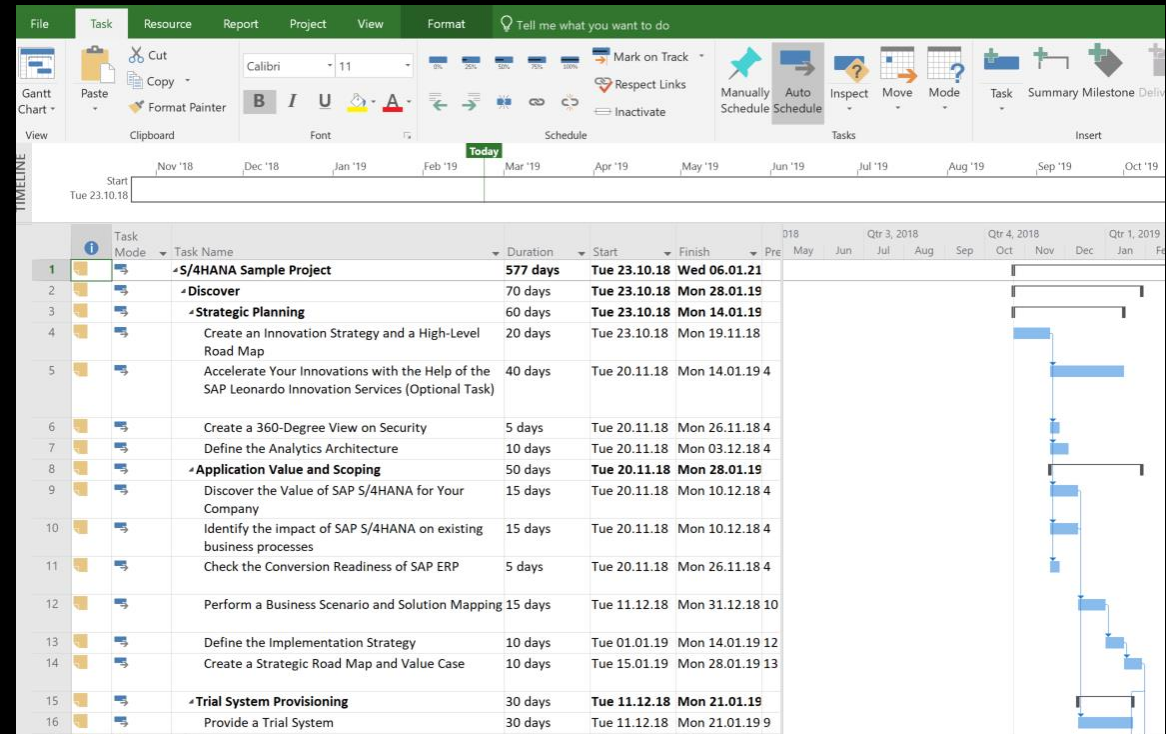 File Task Resource Report Project View Format Tell me what you want to do
Gantt
Chart
Paste
Cut
Copy
Format Painter
Calibri 11
B I U A
0% 25% 50% 75% 100%
Mark on Track
Respect Links
Inactivate
Manually
Schedule
Auto
Schedule
Inspect Move Mode
Task Summary Milestone
View Clipboard Font Schedule Tasks Insert
TIMELINE
Today
Nov '18 Dec '18 Jan '19 Feb '19 Mar '19 Apr '19 May '19 Jun '19 Jul '19 Aug '19 Sep '19 Oct '19
Start
Tue 23.10.18
Task
Mode Task Name Duration Start Finish Pre
018 Qtr 3, 2018 Qtr 4, 2018 Qtr 1, 2019
May Jun Jul Aug Sep Oct Nov Dec Jan Fe
1 S/4HANA Sample Project 577 days Tue 23.10.18 Wed 06.01.21
2 Discover 70 days Tue 23.10.18 Mon 28.01.19
3 Strategic Planning 60 days Tue 23.10.18 Mon 14.01.19
4 Create an Innovation Strategy and a High-Level 20 days Tue 23.10.18 Mon 19.11.18
Road Map
5 Accelerate Your Innovations with the Help of the 40 days Tue 20.11.18 Mon 14.01.19 4
SAP Leonardo Innovation Services (Optional Task)
6 Create a 360-Degree View on Security 5 days Tue 20.11.18 Mon 26.11.18 4
7 Define the Analytics Architecture 10 days Tue 20.11.18 Mon 03.12.18 4
8 Application Value and Scoping 50 days Tue 20.11.18 Mon 28.01.19
9 Discover the Value of SAP S/4HANA for Your 15 days Tue 20.11.18 Mon 10.12.18 4
Company
10 Identify the impact of SAP S/4HANA on existing 15 days Tue 20.11.18 Mon 10.12.18 4
business processes
11 Check the Conversion Readiness of SAP ERP 5 days Tue 20.11.18 Mon 26.11.18 4
12 Perform a Business Scenario and Solution Mapping 15 days Tue 11.12.18 Mon 31.12.18 10
13 Define the Implementation Strategy 10 days Tue 01.01.19 Mon 14.01.19 12
14 Create a Strategic Road Map and Value Case 10 days Tue 15.01.19 Mon 28.01.19 13
15 Trial System Provisioning 30 days Tue 11.12.18 Mon 21.01.19
16 Provide a Trial System 30 days Tue 11.12.18 Mon 21.01.19 9